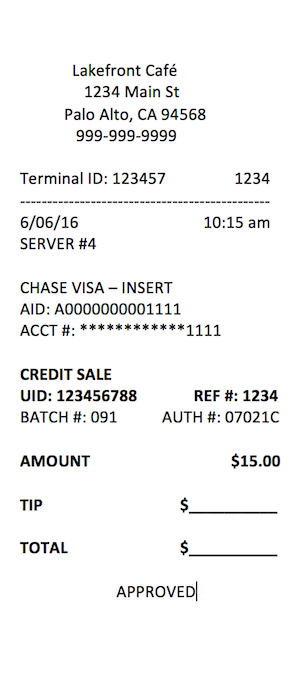 Lakefront Café
1234 Main St
Palo Alto, CA 94568
999-999-9999
Terminal ID: 123457 1234
------------------------------------------------
6/06/16 10:15 am
SERVER #4
CHASE VISA – INSERT
AID: A0000000001111
ACCT #: ************1111
CREDIT SALE
UID: 123456788 REF #: 1234
BATCH #: 091 AUTH #: 07021C
AMOUNT $15.00
TIP $___________
TOTAL $___________
APPROVED